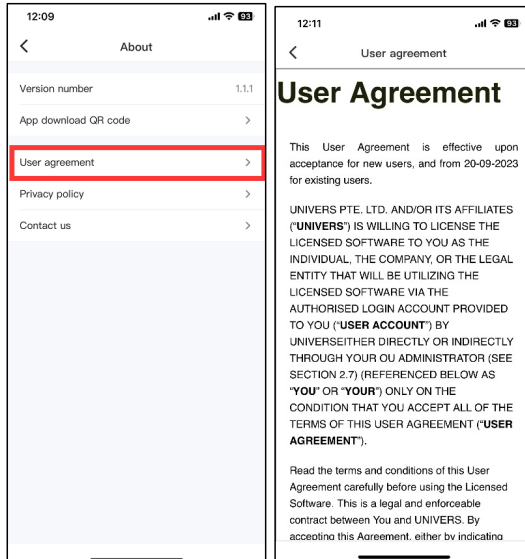 12:09
93
About
Version number 1.1.1
App download QR code
User agreement
Privacy policy
Contact us
12:11
93
User agreement
User Agreement
This User Agreement is effective upon
acceptance for new users, and from 20-09-2023
for existing users.
UNIVERS PTE. LTD. AND/OR ITS AFFILIATES
("UNIVERS") IS WILLING TO LICENSE THE
LICENSED SOFTWARE TO YOU AS THE
INDIVIDUAL, THE COMPANY, OR THE LEGAL
ENTITY THAT WILL BE UTILIZING THE
LICENSED SOFTWARE VIA THE
AUTHORISED LOGIN ACCOUNT PROVIDED
TO YOU ("USER ACCOUNT") BY
UNIVERSEITHER DIRECTLY OR INDIRECTLY
THROUGH YOUR OU ADMINISTRATOR (SEE
SECTION 2.7) (REFERENCED BELOW AS
"YOU" OR "YOUR") ONLY ON THE
CONDITION THAT YOU ACCEPT ALL OF THE
TERMS OF THIS USER AGREEMENT ("USER
AGREEMENT").
Read the terms and conditions of this User
Agreement carefully before using the Licensed
Software. This is a legal and enforceable
contract between You and UNIVERS. By
accepting this Agreement, either by indicating